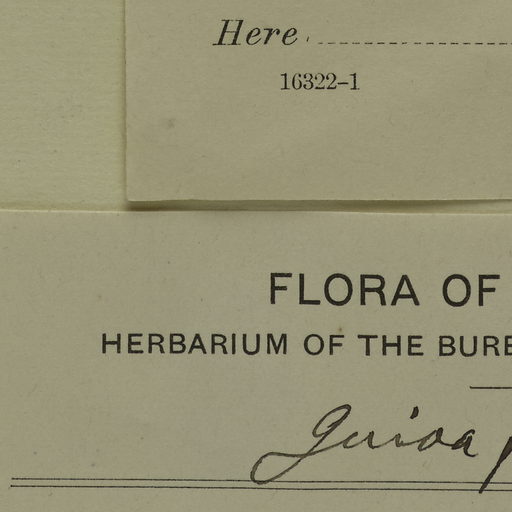 Here
16322-1
FLORA OF
HERBARIUM OF THE BURE
Guioa p